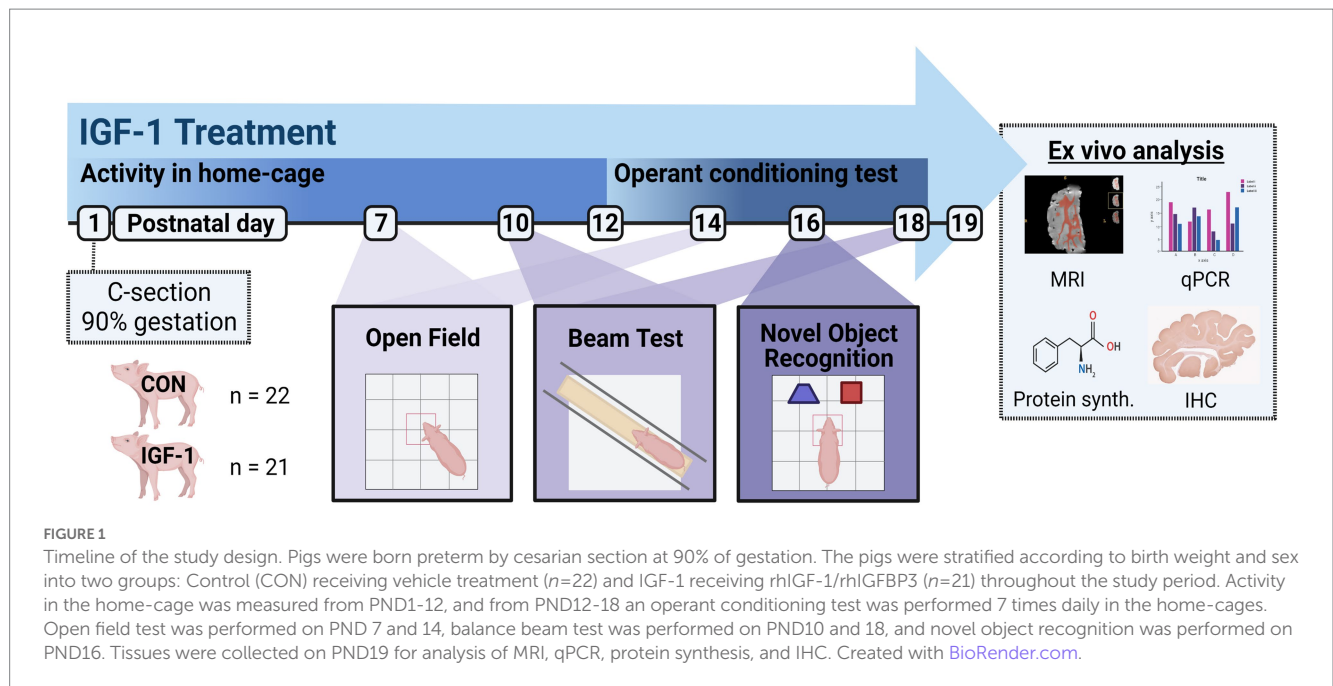 IGF-1 Treatment
Activity in home-cage
Operant conditioning test
1
Postnatal day
7
10
12
14
16
18
19
C-section
90% gestation
CON
n = 22
IGF-1
n = 21
Open Field
Beam Test
Novel Object
Recognition
Ex vivo analysis
Title
MRI
qPCR
O
OH
NH2
Protein synth.
IHC
FIGURE 1
Timeline of the study design. Pigs were born preterm by cesarian section at 90% of gestation. The pigs were stratified according to birth weight and sex
into two groups: Control (CON) receiving vehicle treatment (n=22) and IGF-1 receiving rhIGF-1/rhIGFBP3 (n=21) throughout the study period. Activity
in the home-cage was measured from PND1-12, and from PND12-18 an operant conditioning test was performed 7 times daily in the home-cages.
Open field test was performed on PND 7 and 14, balance beam test was performed on PND10 and 18, and novel object recognition was performed on
PND16. Tissues were collected on PND19 for analysis of MRI, qPCR, protein synthesis, and IHC. Created with BioRender.com.